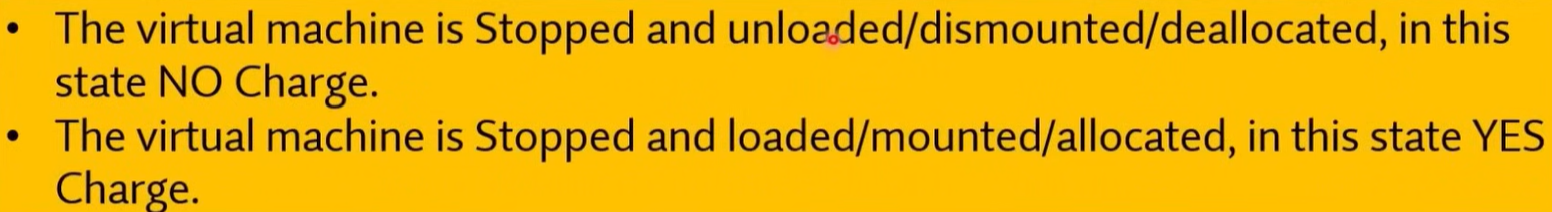 • The virtual machine is Stopped and unloaded/dismounted/deallocated, in this
state NO Charge.
• The virtual machine is Stopped and loaded/mounted/allocated, in this state YES
Charge.